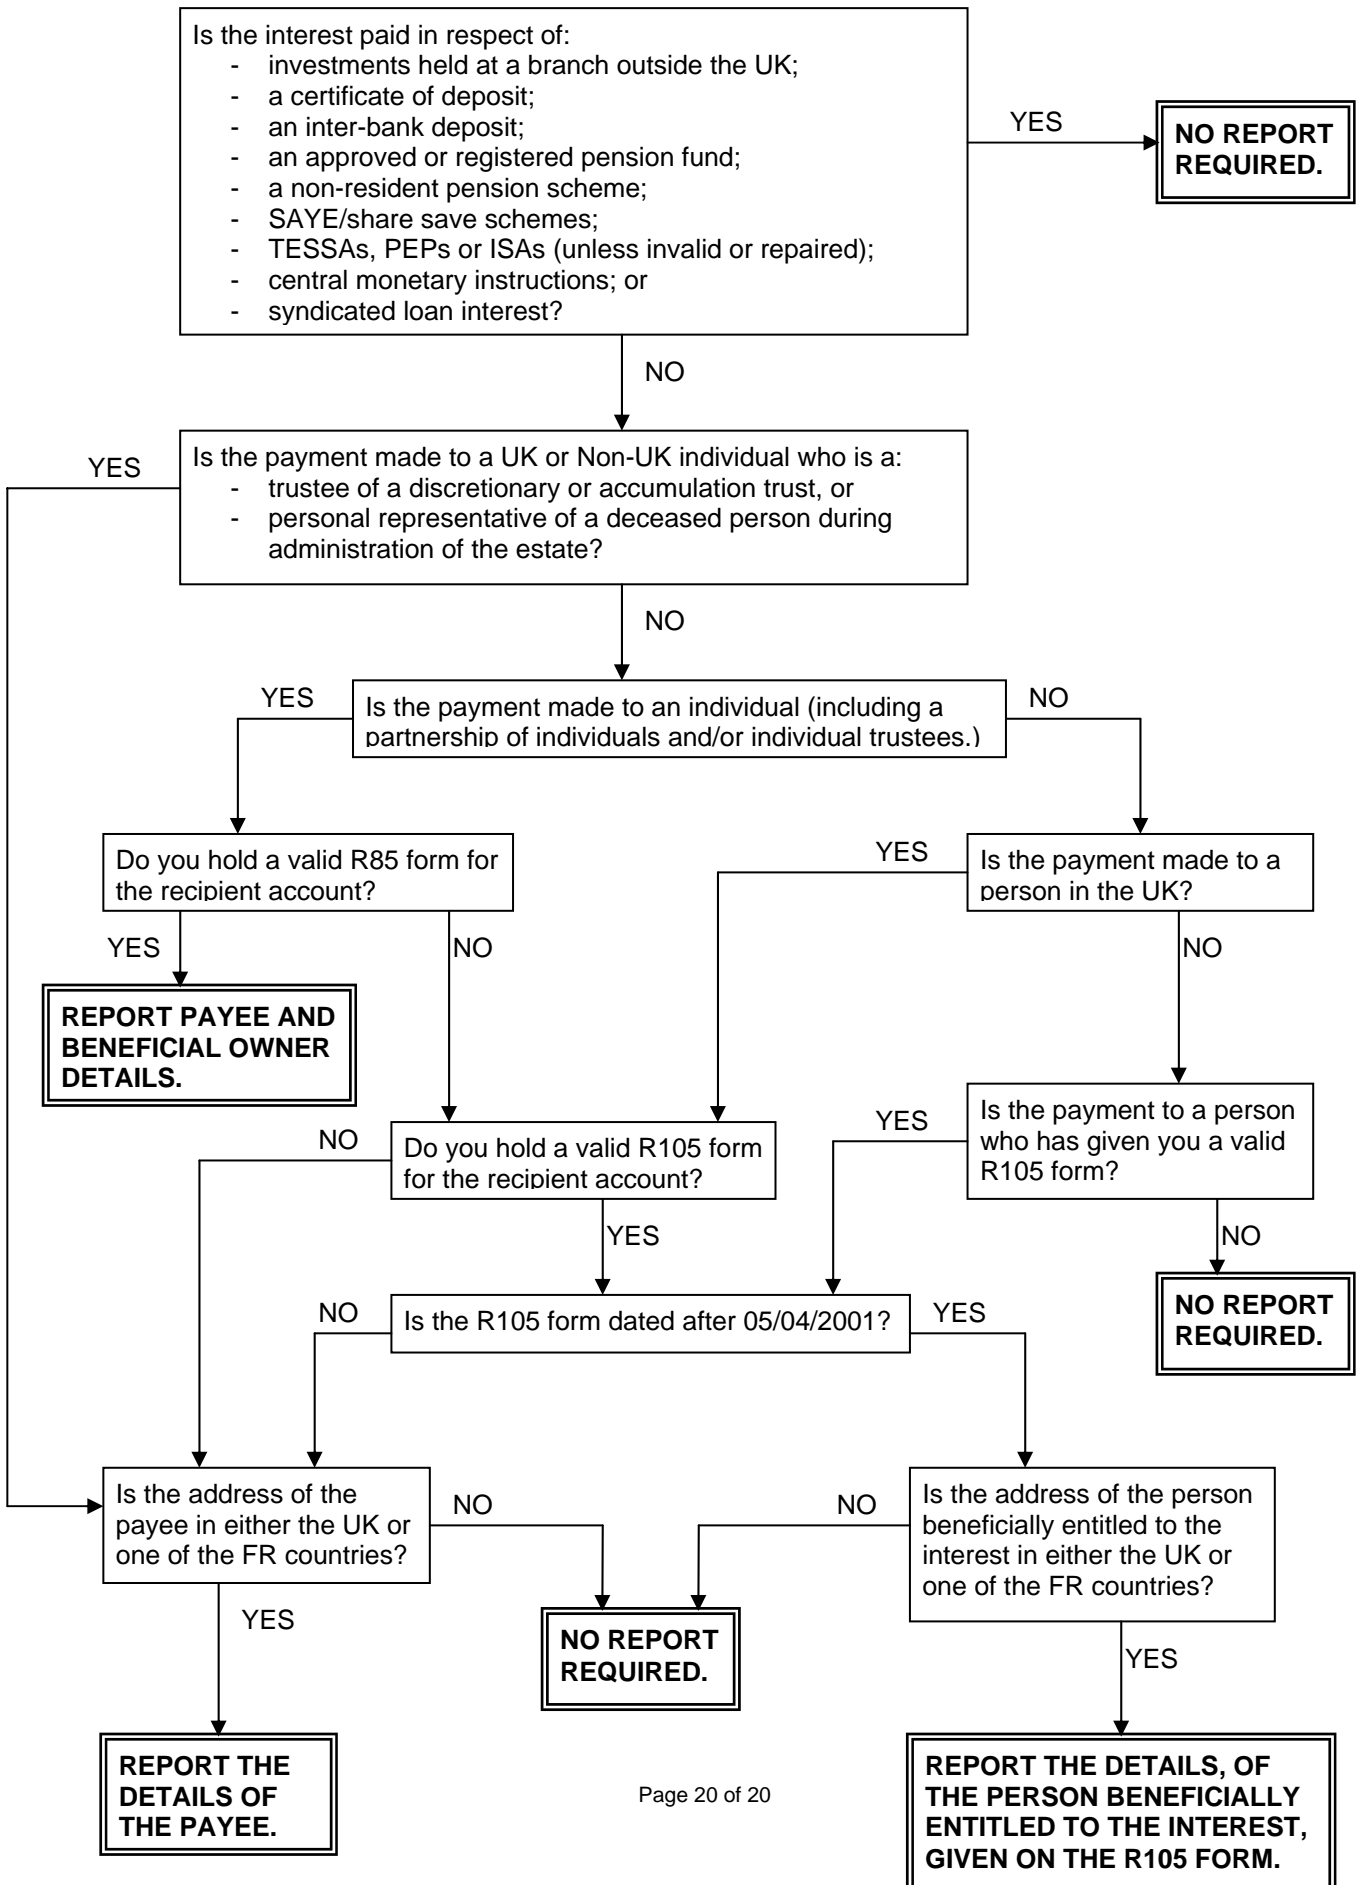 Is the interest paid in respect of:
- investments held at a branch outside the UK;
- a certificate of deposit;
- an inter-bank deposit;
- an approved or registered pension fund;
- a non-resident pension scheme;
- SAYE/share save schemes;
- TESSAs, PEPs or ISAs (unless invalid or repaired);
- central monetary instructions; or
- syndicated loan interest?
YES
NO REPORT
REQUIRED.
NO
YES
Is the payment made to a UK or Non-UK individual who is a:
- trustee of a discretionary or accumulation trust, or
- personal representative of a deceased person during
administration of the estate?
NO
YES
Is the payment made to an individual (including a
partnership of individuals and/or individual trustees.)
NO
Do you hold a valid R85 form for
the recipient account?
YES
Is the payment made to a
person in the UK?
YES
NO
NO
REPORT PAYEE AND
BENEFICIAL OWNER
DETAILS.
NO
Do you hold a valid R105 form
for the recipient account?
YES
Is the payment to a person
who has given you a valid
R105 form?
YES
NO
NO REPORT
REQUIRED.
NO
Is the R105 form dated after 05/04/2001?
YES
Is the address of the
payee in either the UK or
one of the FR countries?
NO
NO
Is the address of the person
beneficially entitled to the
interest in either the UK or
one of the FR countries?
YES
NO REPORT
REQUIRED.
YES
REPORT THE
DETAILS OF
THE PAYEE.
Page 20 of 20
REPORT THE DETAILS, OF
THE PERSON BENEFICIALLY
ENTITLED TO THE INTEREST,
GIVEN ON THE R105 FORM.